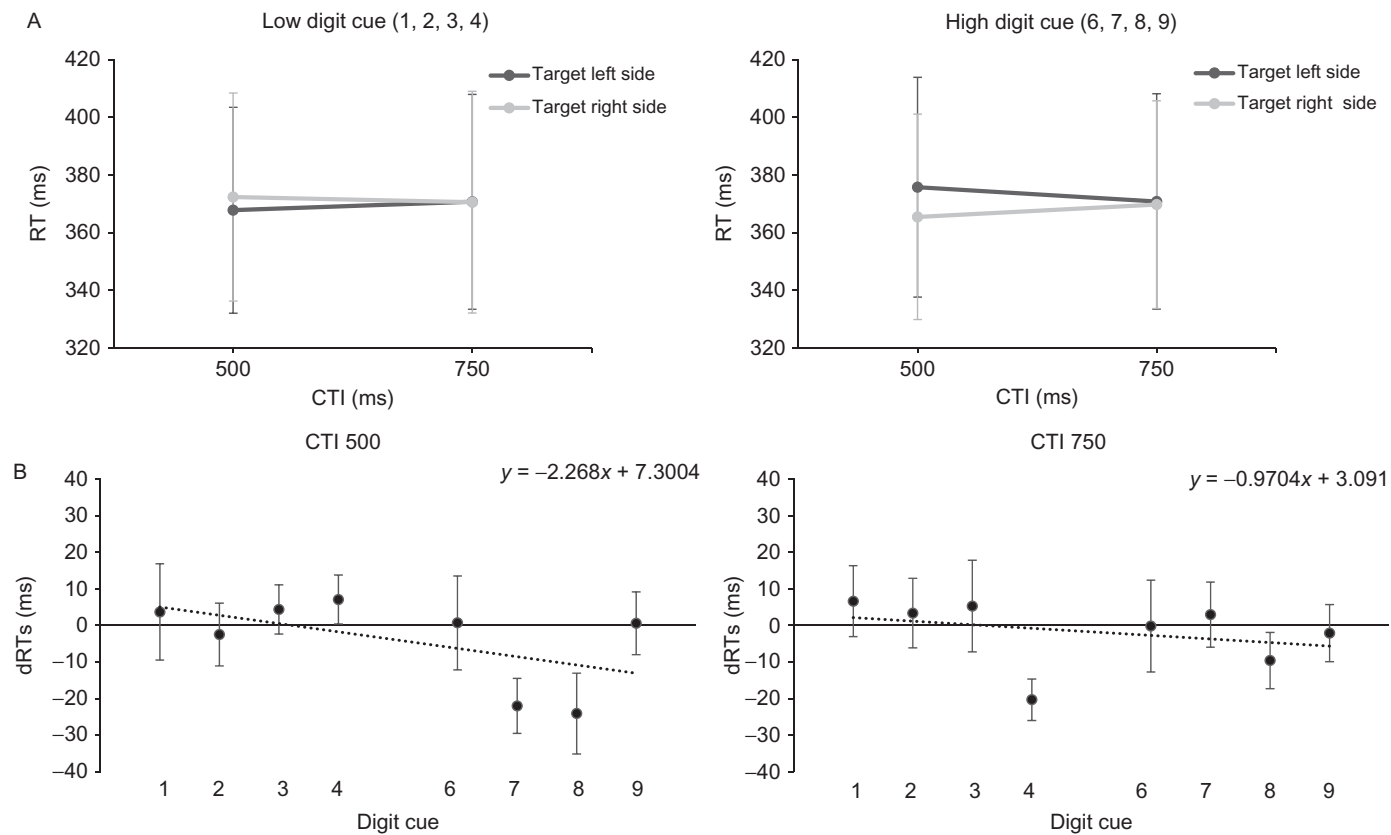 A
Low digit cue (1, 2, 3, 4)
420
400
380
360
340
320
RT (ms)
Target left side
Target right side
500
750
CTI (ms)
High digit cue (6, 7, 8, 9)
420
400
380
360
340
320
RT (ms)
Target left side
Target right side
500
750
CTI (ms)
B
CTI 500
y = −2.268x + 7.3004
40
30
20
10
0
−10
−20
−30
−40
dRTs (ms)
1 2 3 4 6 7 8 9
Digit cue
CTI 750
y = −0.9704x + 3.091
40
30
20
10
0
−10
−20
−30
−40
dRTs (ms)
1 2 3 4 6 7 8 9
Digit cue